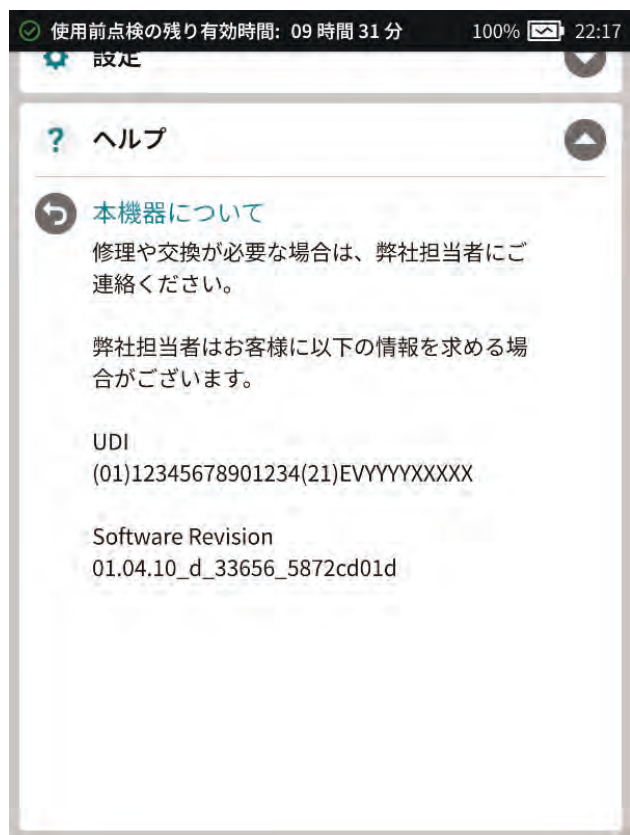 使用前点検の残り有効時間: 09 時間 31 分 100% 22:17
設定
? ヘルプ
本機器について
修理や交換が必要な場合は、弊社担当者にご
連絡ください。
弊社担当者はお客様に以下の情報を求める場
合がございます。
UDI
(01)12345678901234(21)EVYYYYXXXXX
Software Revision
01.04.10_d_33656_5872cd01d